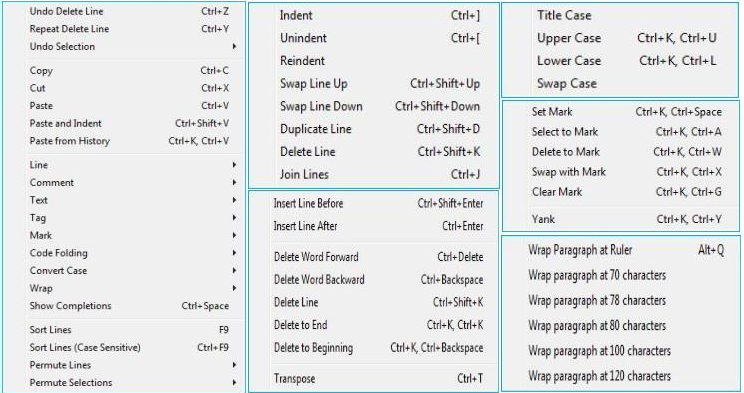 Undo Delete Line Ctrl+Z
Repeat Delete Line Ctrl+Y
Undo Selection
Copy Ctrl+C
Cut Ctrl+X
Paste Ctrl+V
Paste and Indent Ctrl+Shift+V
Paste from History Ctrl+K, Ctrl+V
Line
Comment
Text
Tag
Mark
Code Folding
Convert Case
Wrap
Show Completions Ctrl+Space
Sort Lines F9
Sort Lines (Case Sensitive) Ctrl+F9
Permute Lines
Permute Selections
Indent Ctrl+]
Unindent Ctrl+[
Reindent
Swap Line Up Ctrl+Shift+Up
Swap Line Down Ctrl+Shift+Down
Duplicate Line Ctrl+Shift+D
Delete Line Ctrl+Shift+K
Join Lines Ctrl+J
Insert Line Before Ctrl+Shift+Enter
Insert Line After Ctrl+Enter
Delete Word Forward Ctrl+Delete
Delete Word Backward Ctrl+Backspace
Delete Line Ctrl+Shift+K
Delete to End Ctrl+K, Ctrl+K
Delete to Beginning Ctrl+K, Ctrl+Backspace
Transpose Ctrl+T
Title Case
Upper Case Ctrl+K, Ctrl+U
Lower Case Ctrl+K, Ctrl+L
Swap Case
Set Mark Ctrl+K, Ctrl+Space
Select to Mark Ctrl+K, Ctrl+A
Delete to Mark Ctrl+K, Ctrl+W
Swap with Mark Ctrl+K, Ctrl+X
Clear Mark Ctrl+K, Ctrl+G
Yank Ctrl+K, Ctrl+Y
Wrap Paragraph at Ruler Alt+Q
Wrap paragraph at 70 characters
Wrap paragraph at 78 characters
Wrap paragraph at 80 characters
Wrap paragraph at 100 characters
Wrap paragraph at 120 characters